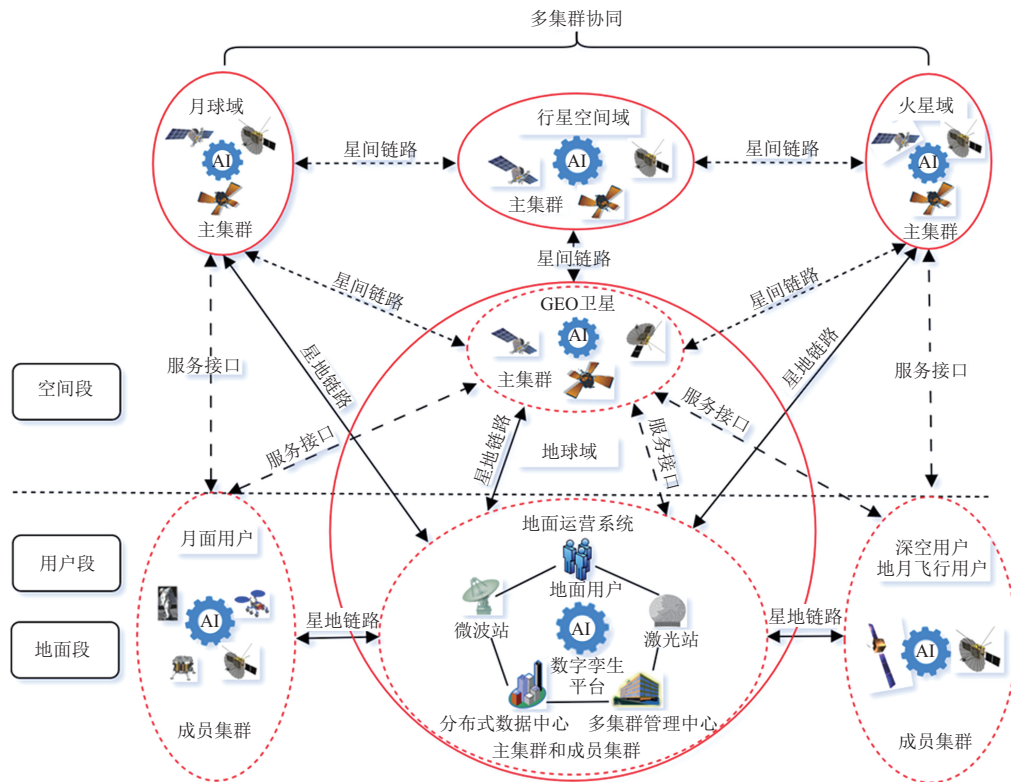 多集群协同
月球域
AI
主集群
星间链路
行星空间域
AI
主集群
星间链路
火星域
AI
主集群
星间链路
星间链路
星间链路
GEO卫星
AI
主集群
空间段
服务接口
星地链路
服务接口
星地链路
地球域
服务接口
服务接口
星地链路
服务接口
用户段
地面段
月面用户
AI
成员集群
星地链路
地面运营系统
地面用户
微波站
AI
激光站
数字孪生
平台
分布式数据中心
多集群管理中心
主集群和成员集群
星地链路
深空用户
地月飞行用户
AI
成员集群